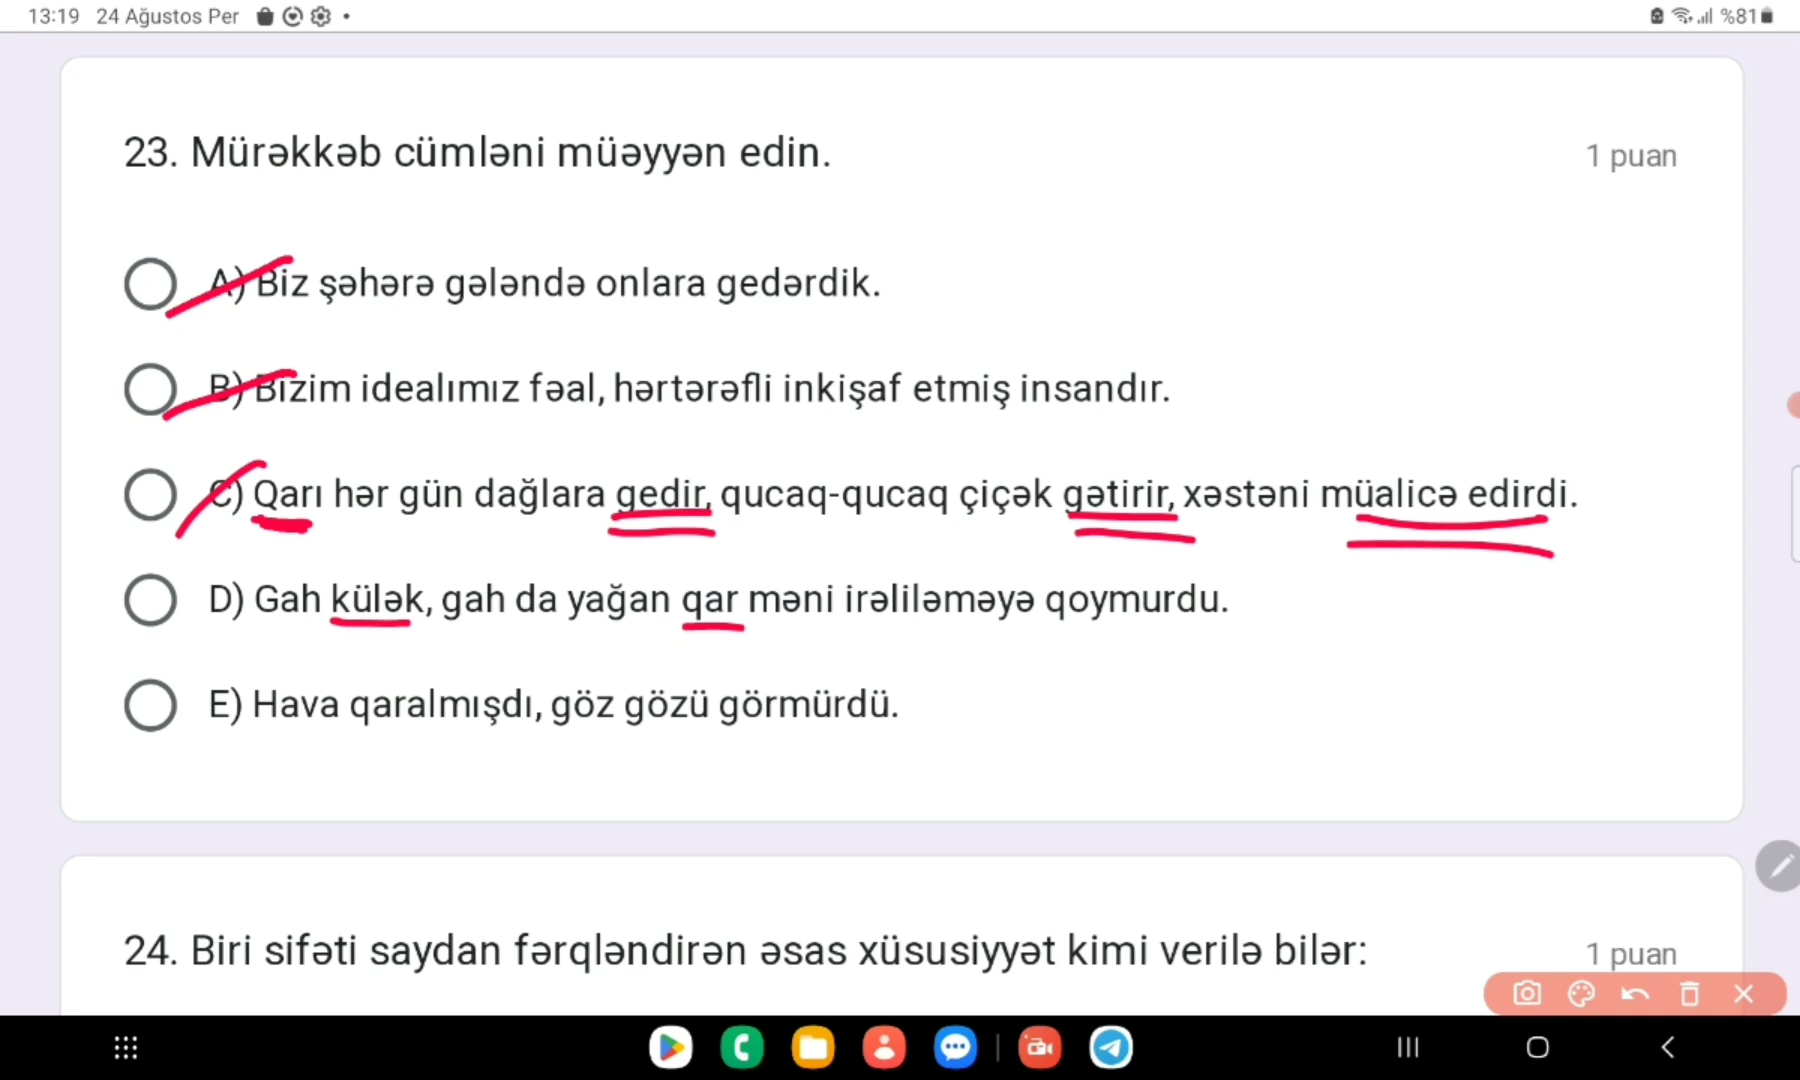 13:19 24 Ağustos Per
%81
23. Mürəkkəb cümləni müəyyən edin.
1 puan
A) Biz şəhərə gələndə onlara gedərdik.
B) Bizim idealımız fəal, hərtərəfli inkişaf etmiş insandır.
C) Qarı hər gün dağlara gedir, qucaq-qucaq çiçək gətirir, xəstəni müalicə edirdi.
D) Gah külək, gah da yağan qar məni irəliləməyə qoymurdu.
E) Hava qaralmışdı, göz gözü görmürdü.
24. Biri sifəti saydan fərqləndirən əsas xüsusiyyət kimi verilə bilər:
1 puan